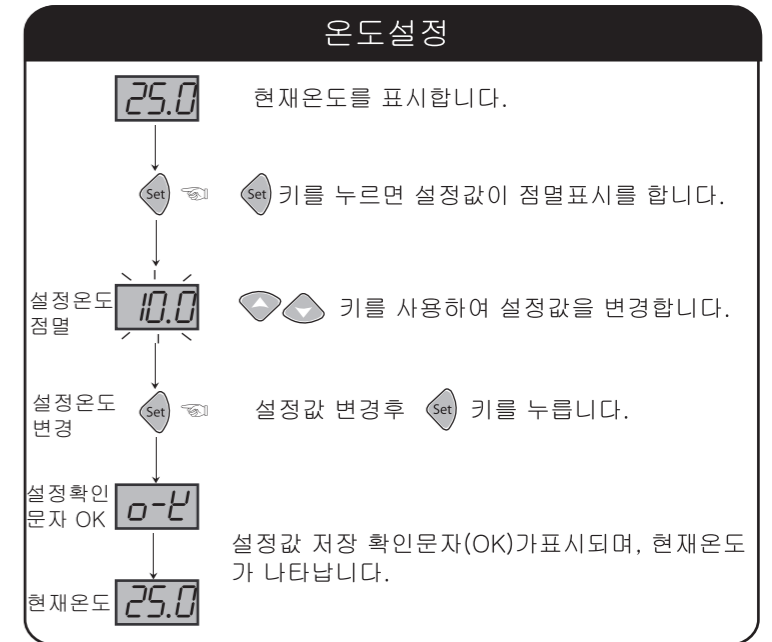 온도설정
25.0
현재온도를 표시합니다.
Set
Set 키를 누르면 설정값이 점멸표시를 합니다.
설정온도
점멸
10.0
키를 사용하여 설정값을 변경합니다.
설정온도
변경
Set
설정값 변경후 Set 키를 누릅니다.
설정확인
문자 OK
o-k
설정값 저장 확인문자(OK)가표시되며, 현재온도
가 나타납니다.
현재온도
25.0